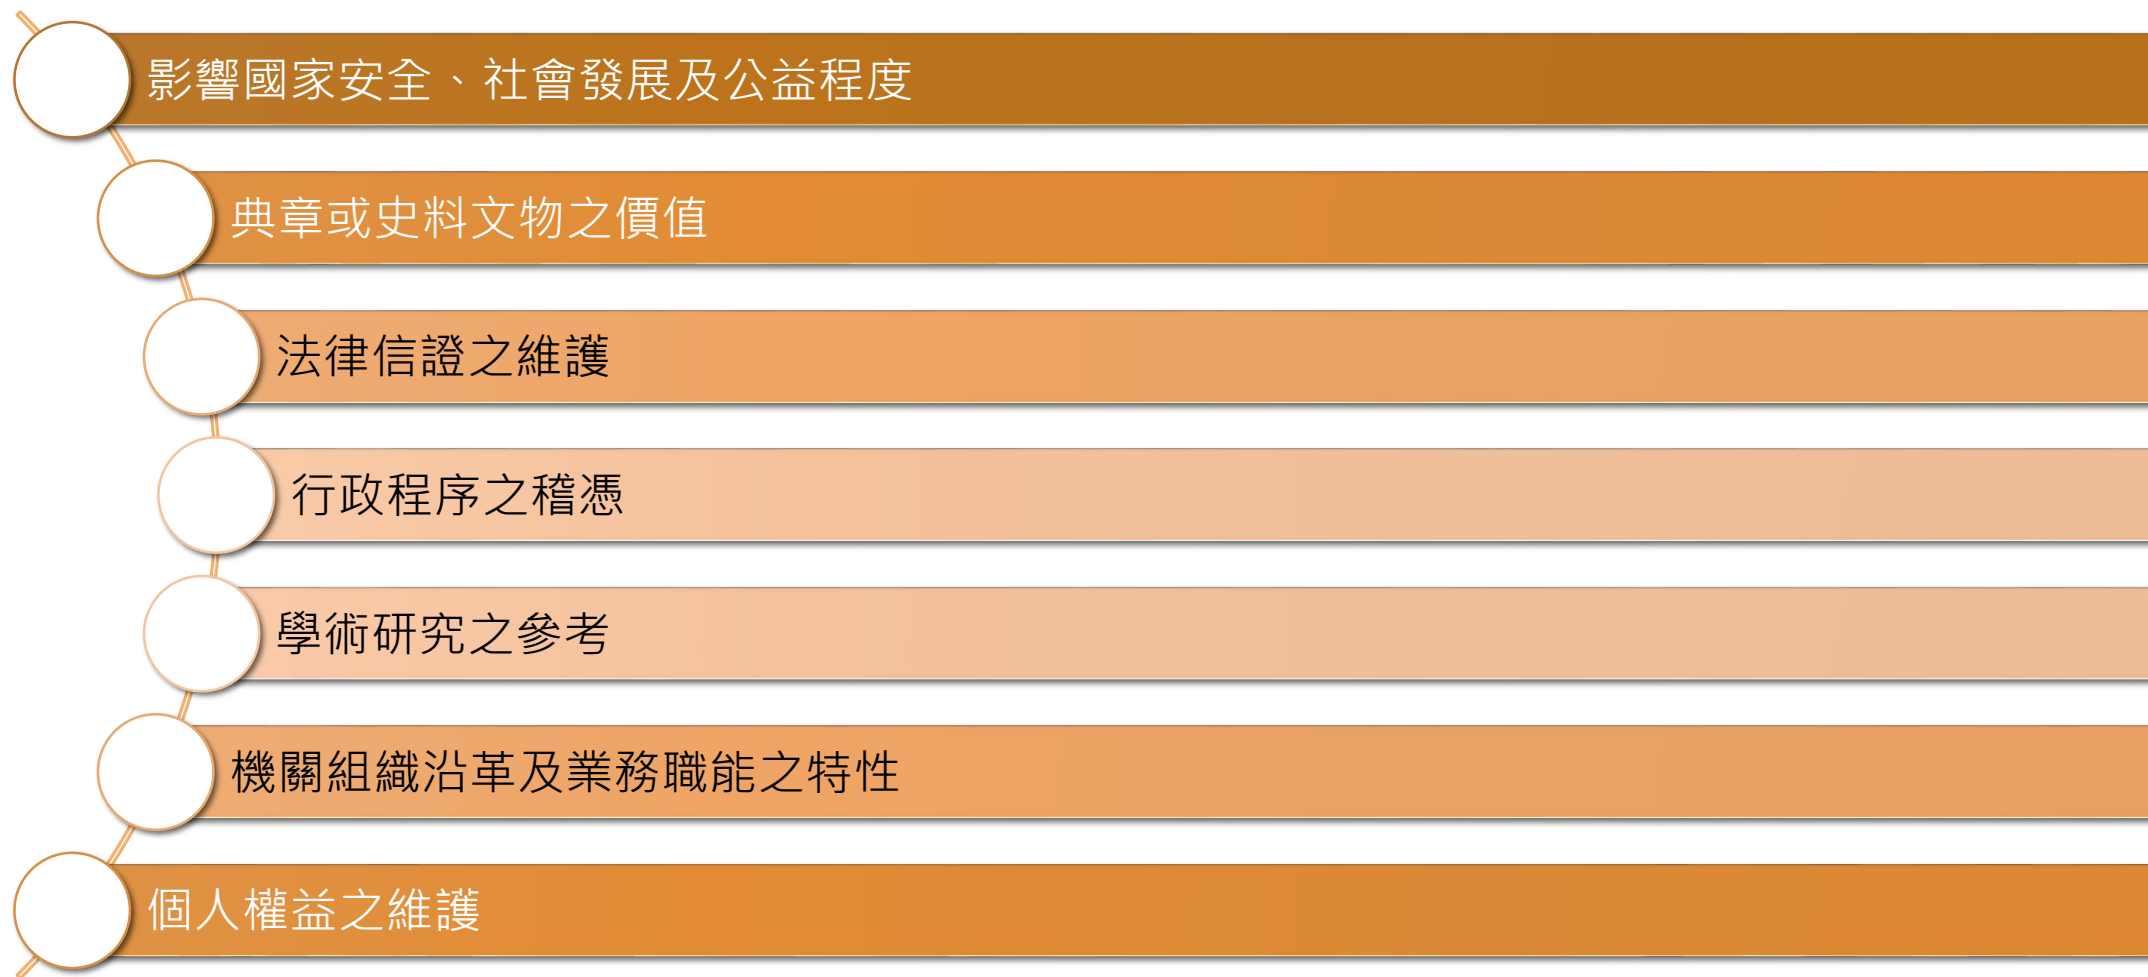 影響國家安全、社會發展及公益程度
典章或史料文物之價值
法律信證之維護
行政程序之稽憑
學術研究之參考
機關組織沿革及業務職能之特性
個人權益之維護